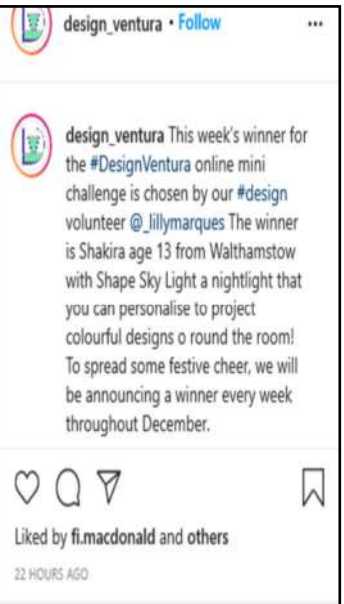 design_ventura • Follow
design_ventura This week's winner for
the #DesignVentura online mini
challenge is chosen by our #design
volunteer @_lillymarques The winner
is Shakira age 13 from Walthamstow
with Shape Sky Light a nightlight that
you can personalise to project
colourful designs o round the room!
To spread some festive cheer, we will
be announcing a winner every week
throughout December.
Liked by fi.macdonald and others
22 HOURS AGO